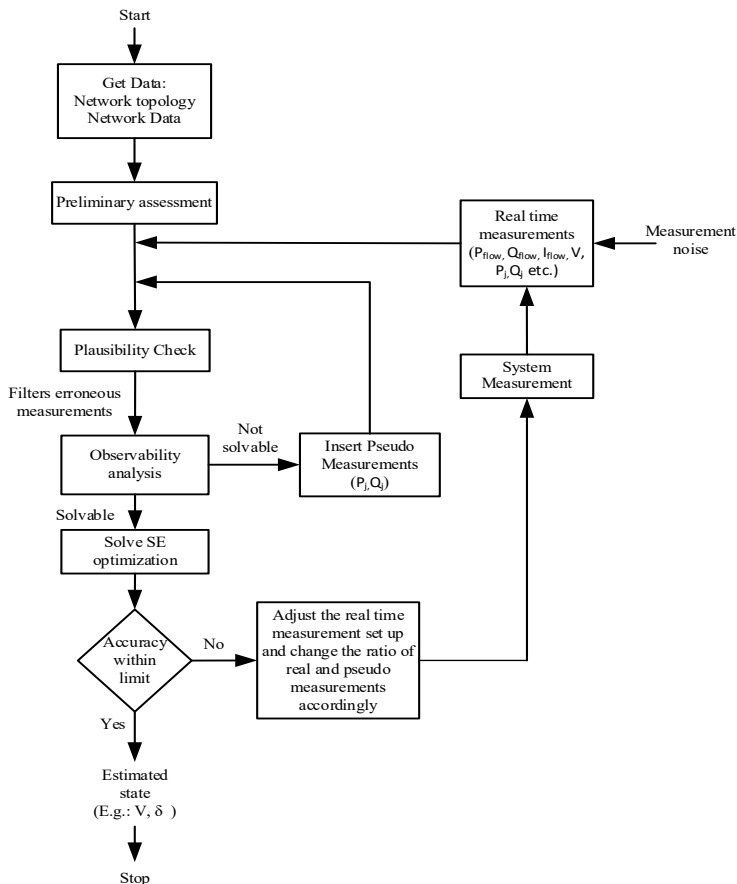 Start
Get Data:
Network topology
Network Data
Preliminary assessment
Real time
measurements
(Pflow, Qflow, Iflow, V,
Pj,Qj etc.)
Measurement
noise
Plausibility Check
System
Measurement
Filters erroneous
measurements
Observability
analysis
Not
solvable
Insert Pseudo
Measurements
(Pj,Qj)
Solvable
Solve SE
optimization
Accuracy
within
limit
No
Adjust the real time
measurement set up
and change the ratio of
real and pseudo
measurements
accordingly
Yes
Estimated
state
(E.g.: V, δ )
Stop